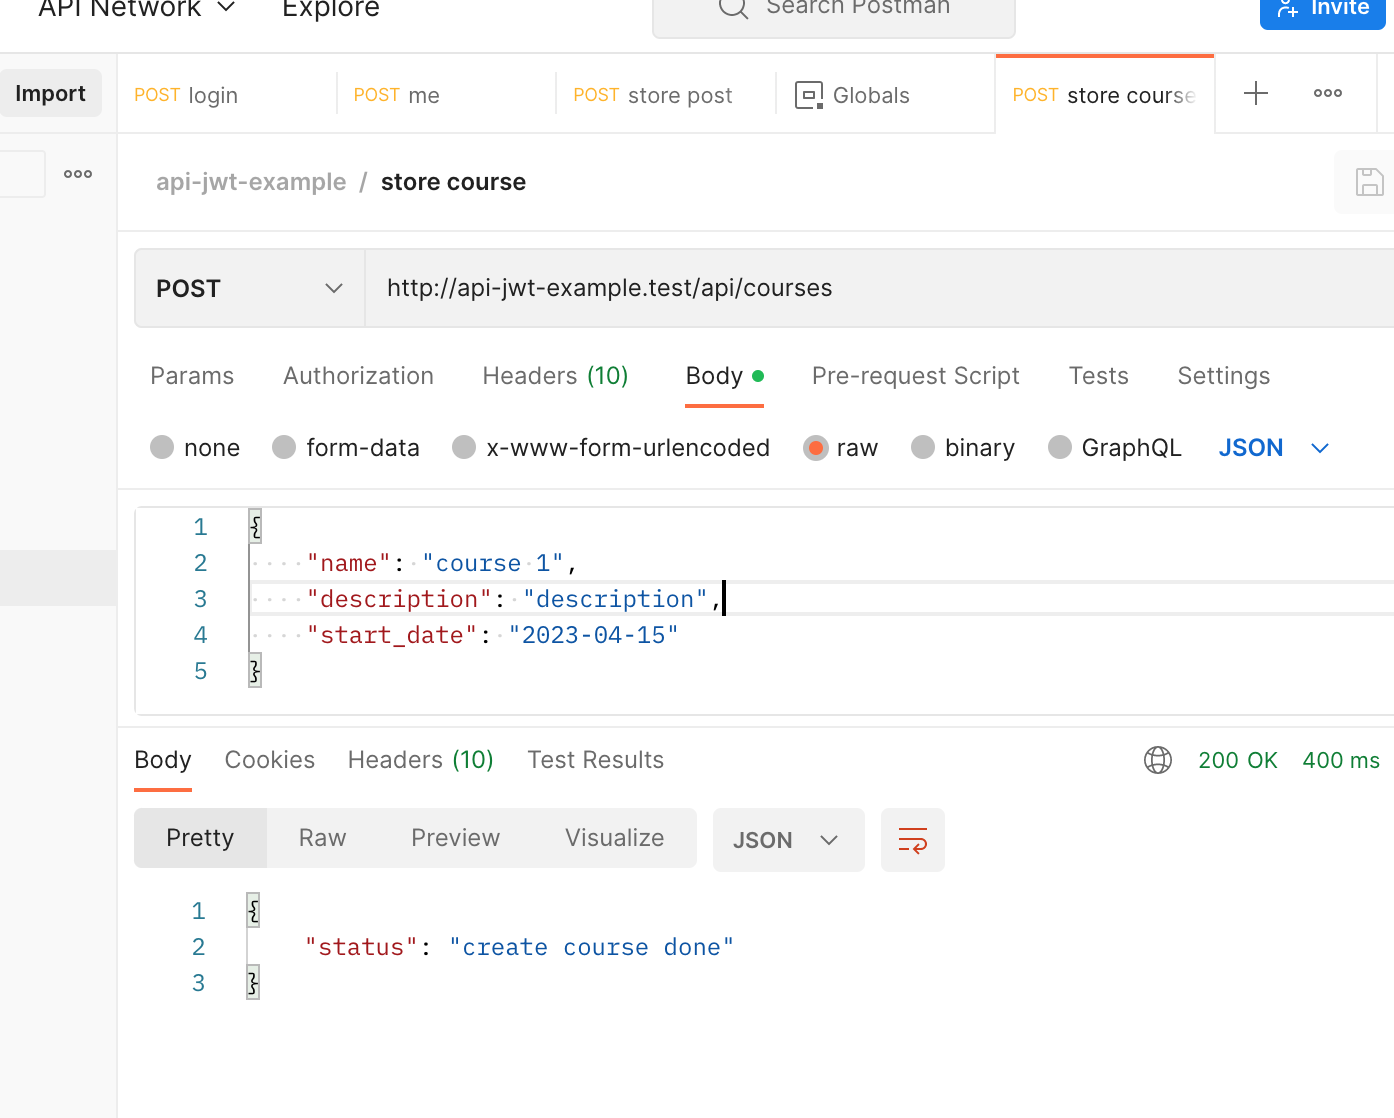 API Network Explore Search Postman Invite
Import POST login POST me POST store post Globals POST store course
api-jwt-example / store course
POST http://api-jwt-example.test/api/courses
Params Authorization Headers (10) Body Pre-request Script Tests Settings
none form-data x-www-form-urlencoded raw binary GraphQL JSON
1 {
2 "name": "course 1",
3 "description": "description",
4 "start_date": "2023-04-15"
5 }
Body Cookies Headers (10) Test Results 200 OK 400 ms
Pretty Raw Preview Visualize JSON
1 {
2 "status": "create course done"
3 }